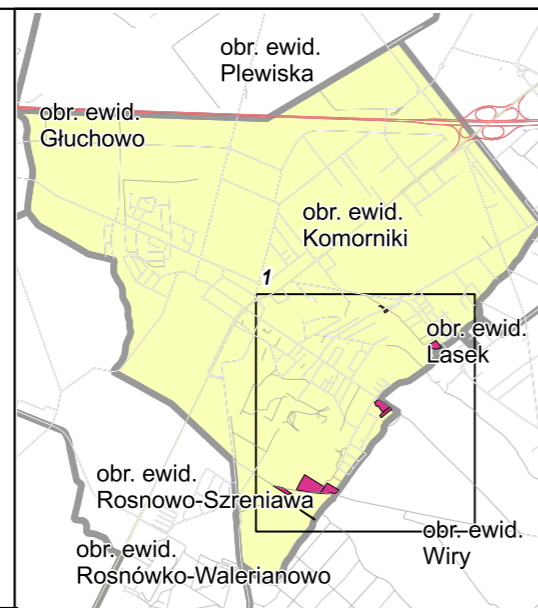 obr. ewid.
Plewiska
obr. ewid.
Głuchowo
obr. ewid.
Komorniki
1
obr. ewid.
Lasek
obr. ewid.
Rosnowo-Szreniawa
obr. ewid.
Wiry
obr. ewid.
Rosnówko-Walerianowo